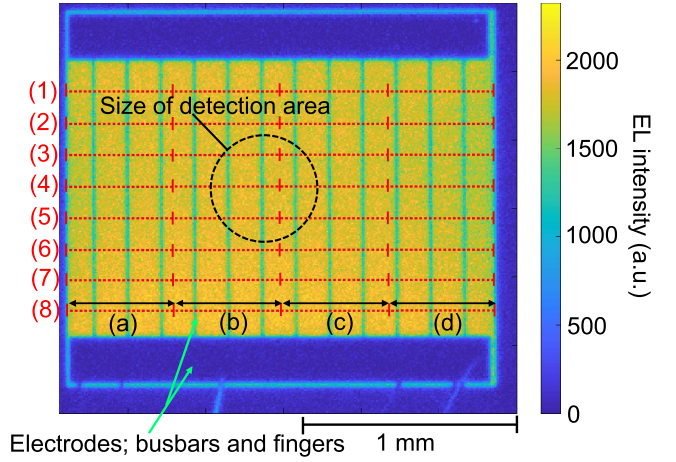 (1)
Size of detection area
(2)
(3)
(4)
(5)
(6)
(7)
(8)
(a) (b) (c) (d)
Electrodes; busbars and fingers
1 mm
2000
1500
1000
500
0
EL intensity (a.u.)